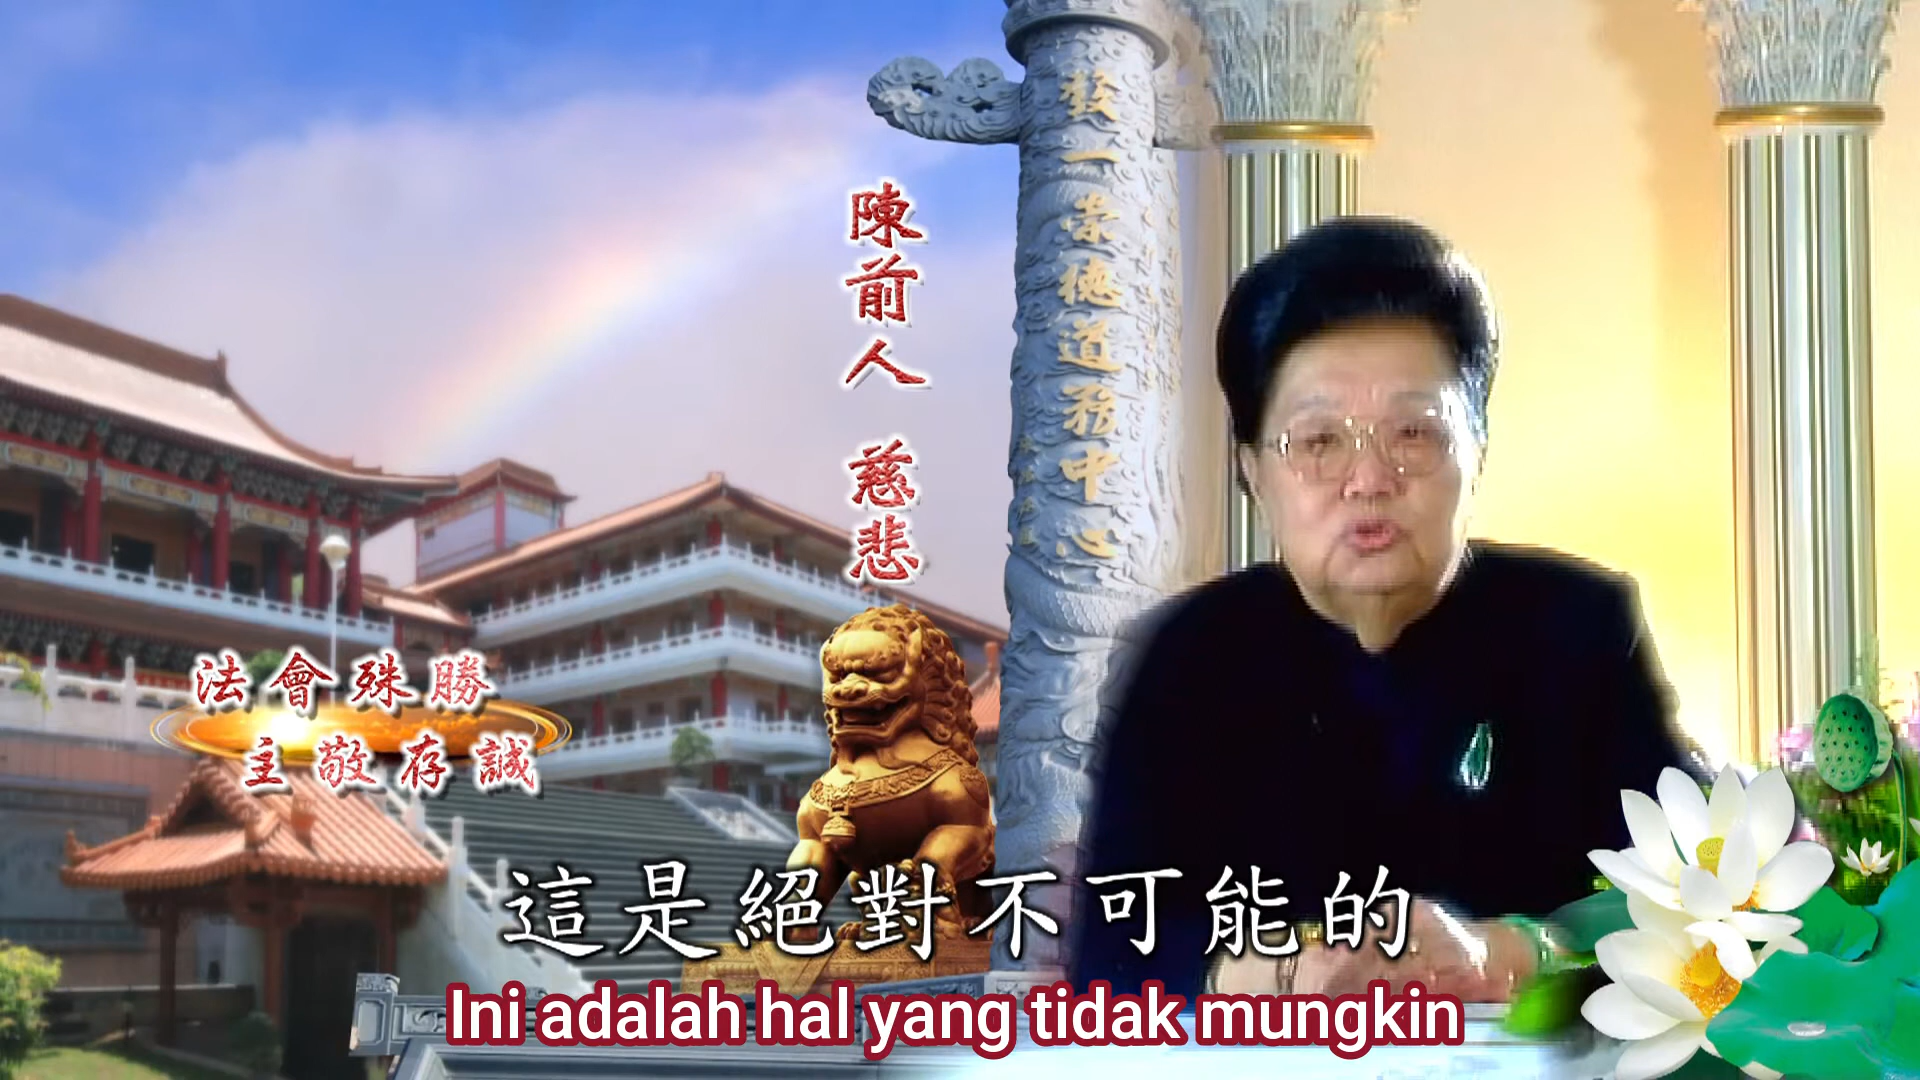 陳前人 慈悲
發一崇德道務中心
法會殊勝
主敬存誠
這是絕對不可能的
Ini adalah hal yang tidak mungkin